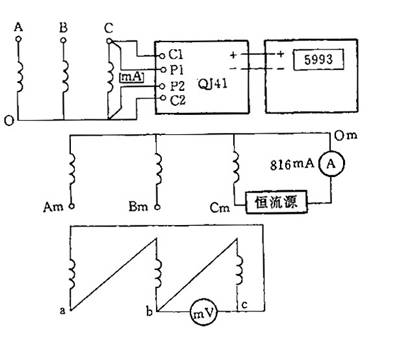 A B C
C1 + + 5993
P1 - -
mA
P2 QJ41
C2
O
Om
816mA A
Am Bm Cm 恒流源
a b mV c